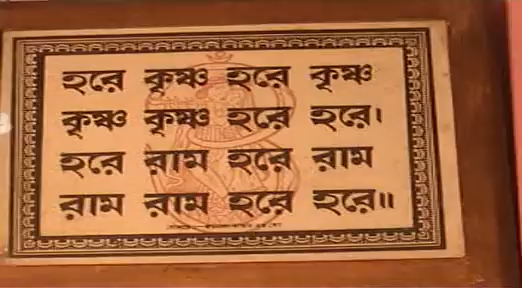 হরে কৃষ্ণ হরে কৃষ্ণ
কৃষ্ণ কৃষ্ণ হরে হরে।
হরে রাম হরে রাম
রাম রাম হরে হরে॥